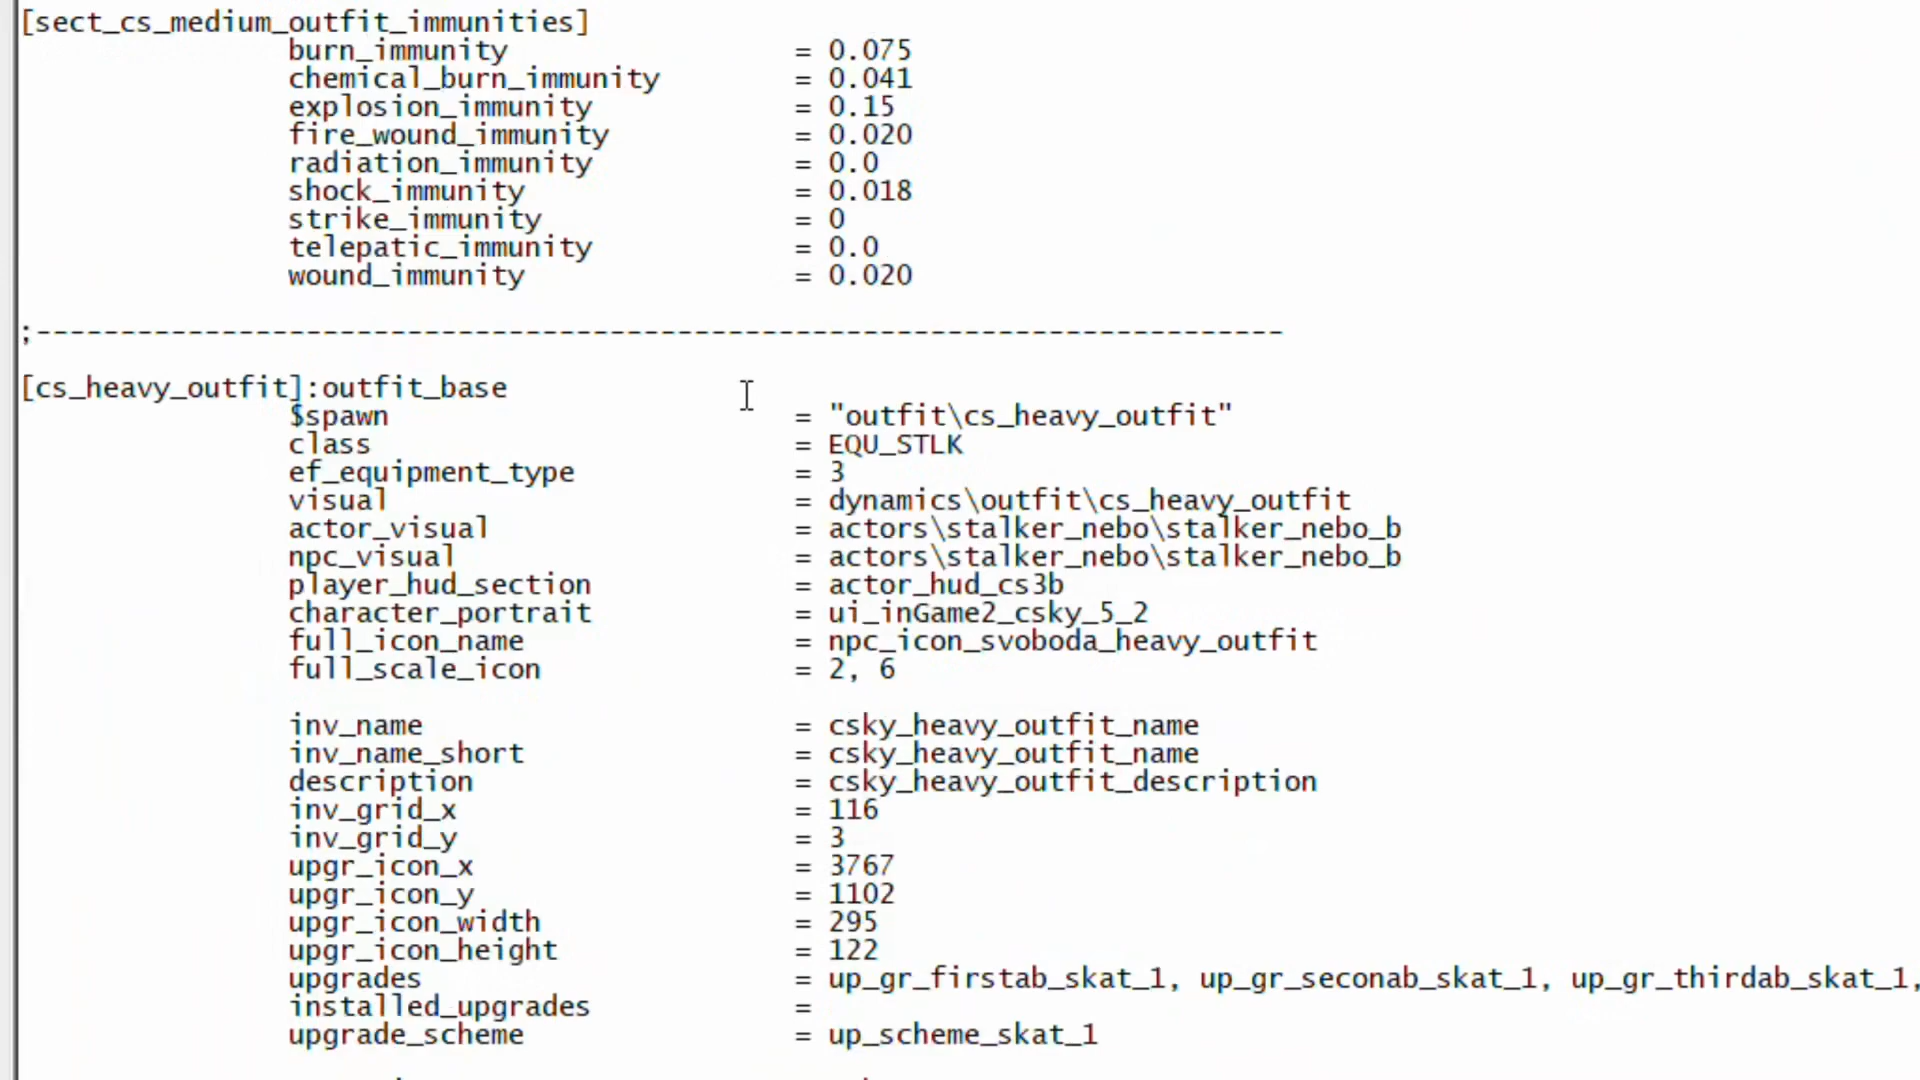 [sect_cs_medium_outfit_immunities]
burn_immunity = 0.075
chemical_burn_immunity = 0.041
explosion_immunity = 0.15
fire_wound_immunity = 0.020
radiation_immunity = 0.0
shock_immunity = 0.018
strike_immunity = 0
telepatic_immunity = 0.0
wound_immunity = 0.020
;--------------------------------------------------------------------------
[cs_heavy_outfit]:outfit_base
$spawn = "outfit\cs_heavy_outfit"
class = EQU_STLK
ef_equipment_type = 3
visual = dynamics\outfit\cs_heavy_outfit
actor_visual = actors\stalker_nebo\stalker_nebo_b
npc_visual = actors\stalker_nebo\stalker_nebo_b
player_hud_section = actor_hud_cs3b
character_portrait = ui_inGame2_csky_5_2
full_icon_name = npc_icon_svoboda_heavy_outfit
full_scale_icon = 2, 6
inv_name = csky_heavy_outfit_name
inv_name_short = csky_heavy_outfit_name
description = csky_heavy_outfit_description
inv_grid_x = 116
inv_grid_y = 3
upgr_icon_x = 3767
upgr_icon_y = 1102
upgr_icon_width = 295
upgr_icon_height = 122
upgrades = up_gr_firstab_skat_1, up_gr_seconab_skat_1, up_gr_thirdab_skat_1,
installed_upgrades =
upgrade_scheme = up_scheme_skat_1